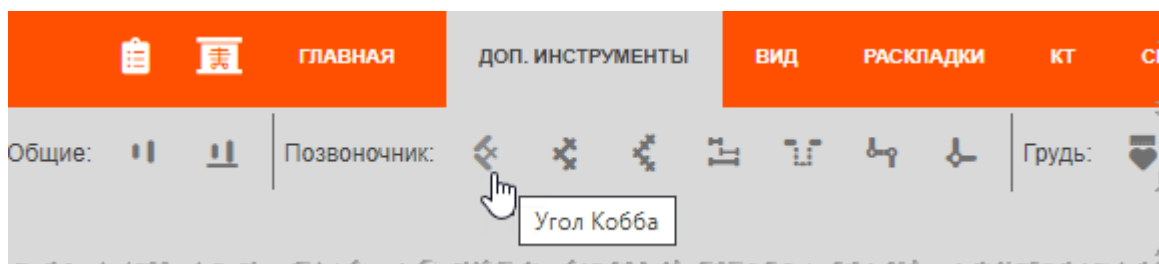 ГЛАВНАЯ ДОП. ИНСТРУМЕНТЫ ВИД РАСКЛАДКИ КТ
Общие: Позвоночник: Грудь:
Угол Кобба